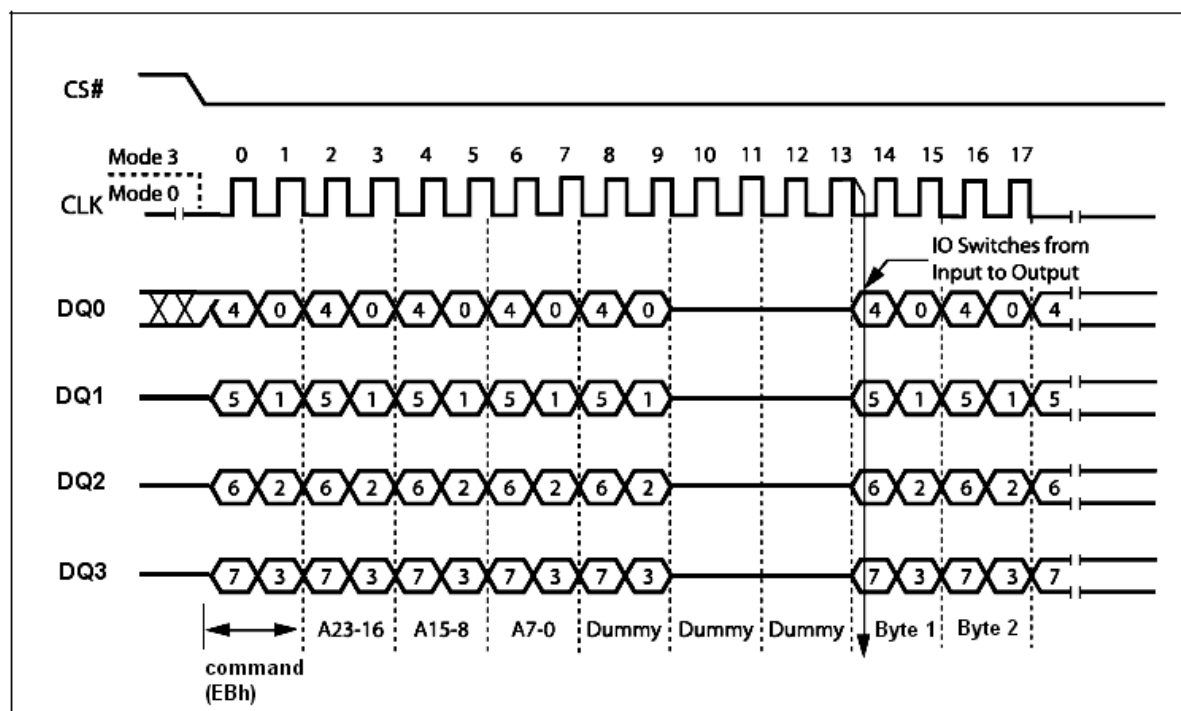 CS#
Mode 3
0 1 2 3 4 5 6 7 8 9 10 11 12 13 14 15 16 17
CLK
Mode 0
IO Switches from
Input to Output
DQ0
4 0 4 0 4 0 4 0 4 0 4 0 4 0 4
DQ1
5 1 5 1 5 1 5 1 5 1 5 1 5 1 5
DQ2
6 2 6 2 6 2 6 2 6 2 6 2 6 2 6
DQ3
7 3 7 3 7 3 7 3 7 3 7 3 7 3 7
A23-16 A15-8 A7-0 Dummy Dummy Dummy Byte 1 Byte 2
command
(EBh)